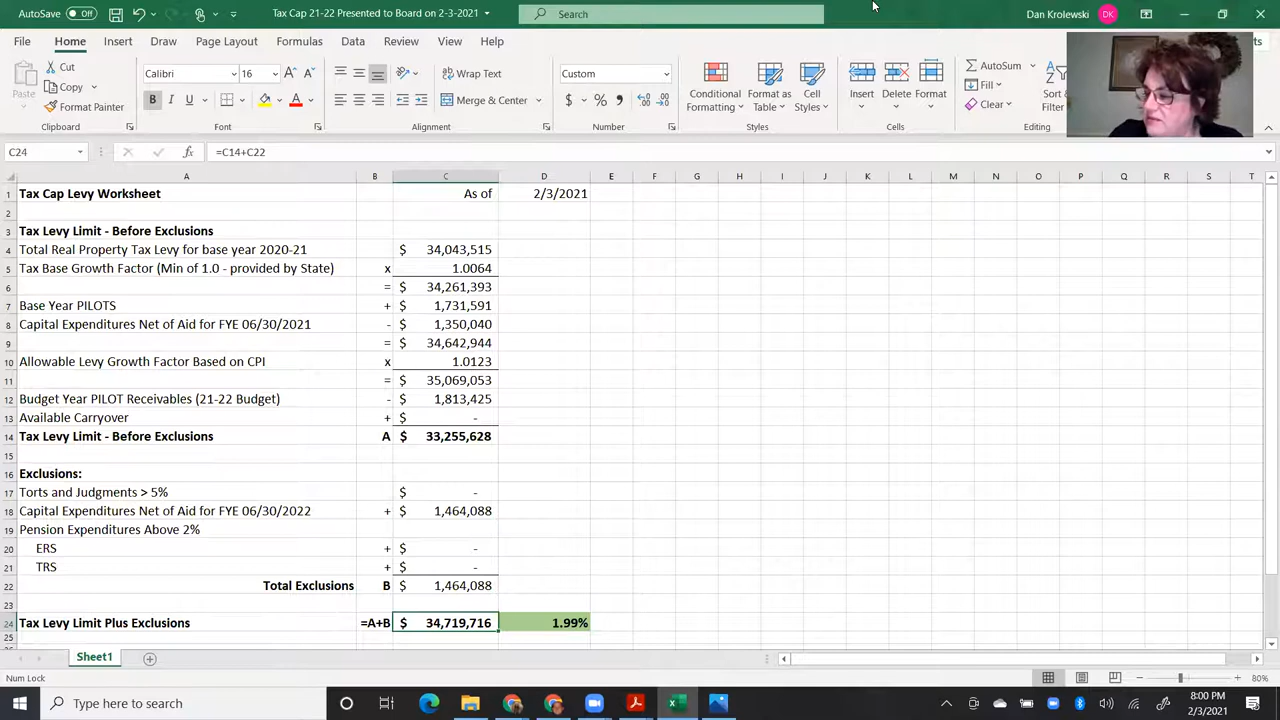 AutoSave Off Tax Cap 21-22 Presented to Board on 2-3-2021 Search Dan Krolewski DK
File Home Insert Draw Page Layout Formulas Data Review View Help
Cut Calibri 16 Wrap Text Custom AutoSum
Copy Fill
Paste Format Painter B I U Merge & Center $ % Conditional Formatting Format as Table Cell Styles Insert Delete Format Clear Sort & Filter
Clipboard Font Alignment Number Styles Cells Editing
C24 fx =C14+C22
A B C D E F G H I J K L M N O P Q R S T
1 Tax Cap Levy Worksheet As of 2/3/2021
2
3 Tax Levy Limit - Before Exclusions
4 Total Real Property Tax Levy for base year 2020-21 $ 34,043,515
5 Tax Base Growth Factor (Min of 1.0 - provided by State) x 1.0064
6 = $ 34,261,393
7 Base Year PILOTS + $ 1,731,591
8 Capital Expenditures Net of Aid for FYE 06/30/2021 - $ 1,350,040
9 = $ 34,642,944
10 Allowable Levy Growth Factor Based on CPI x 1.0123
11 = $ 35,069,053
12 Budget Year PILOT Receivables (21-22 Budget) - $ 1,813,425
13 Available Carryover + $ -
14 Tax Levy Limit - Before Exclusions A $ 33,255,628
15
16 Exclusions:
17 Torts and Judgments > 5% $ -
18 Capital Expenditures Net of Aid for FYE 06/30/2022 + $ 1,464,088
19 Pension Expenditures Above 2%
20 ERS + $ -
21 TRS + $ -
22 Total Exclusions B $ 1,464,088
23
24 Tax Levy Limit Plus Exclusions =A+B $ 34,719,716 1.99%
25
Sheet1
Num Lock 80%
Type here to search 8:00 PM
2/3/2021